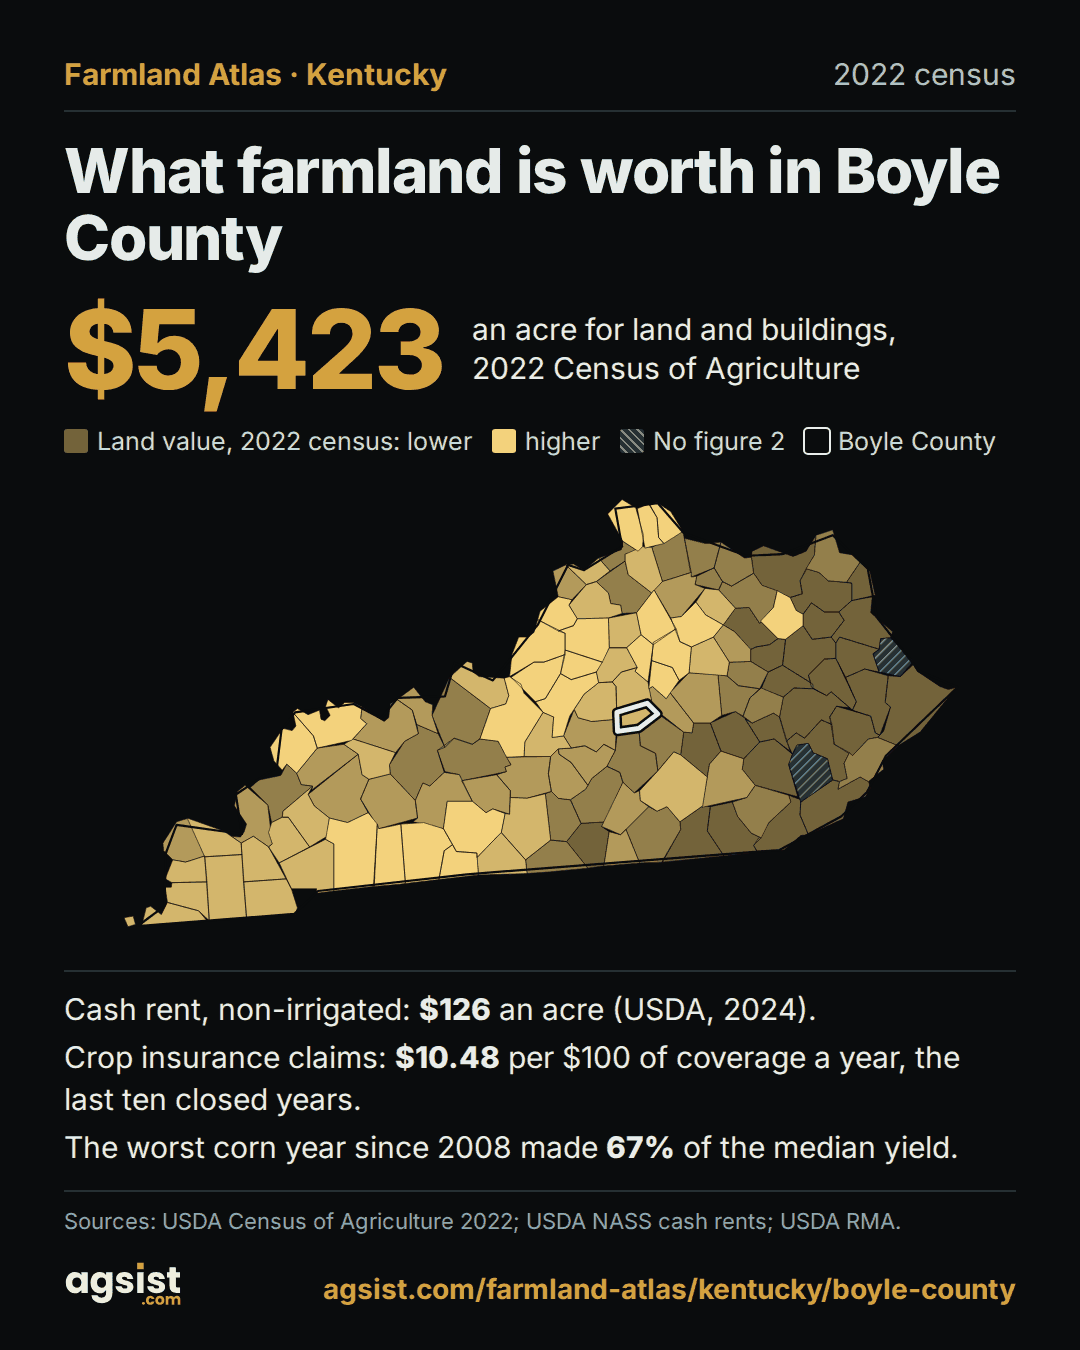 Farmland Atlas · Kentucky
2022 census
What farmland is worth in Boyle
County
$5,423
an acre for land and buildings,
2022 Census of Agriculture
Land value, 2022 census: lower
higher
No figure 2
Boyle County
Cash rent, non-irrigated: $126 an acre (USDA, 2024).
Crop insurance claims: $10.48 per $100 of coverage a year, the
last ten closed years.
The worst corn year since 2008 made 67% of the median yield.
Sources: USDA Census of Agriculture 2022; USDA NASS cash rents; USDA RMA.
agsist
.com
agsist.com/farmland-atlas/kentucky/boyle-county